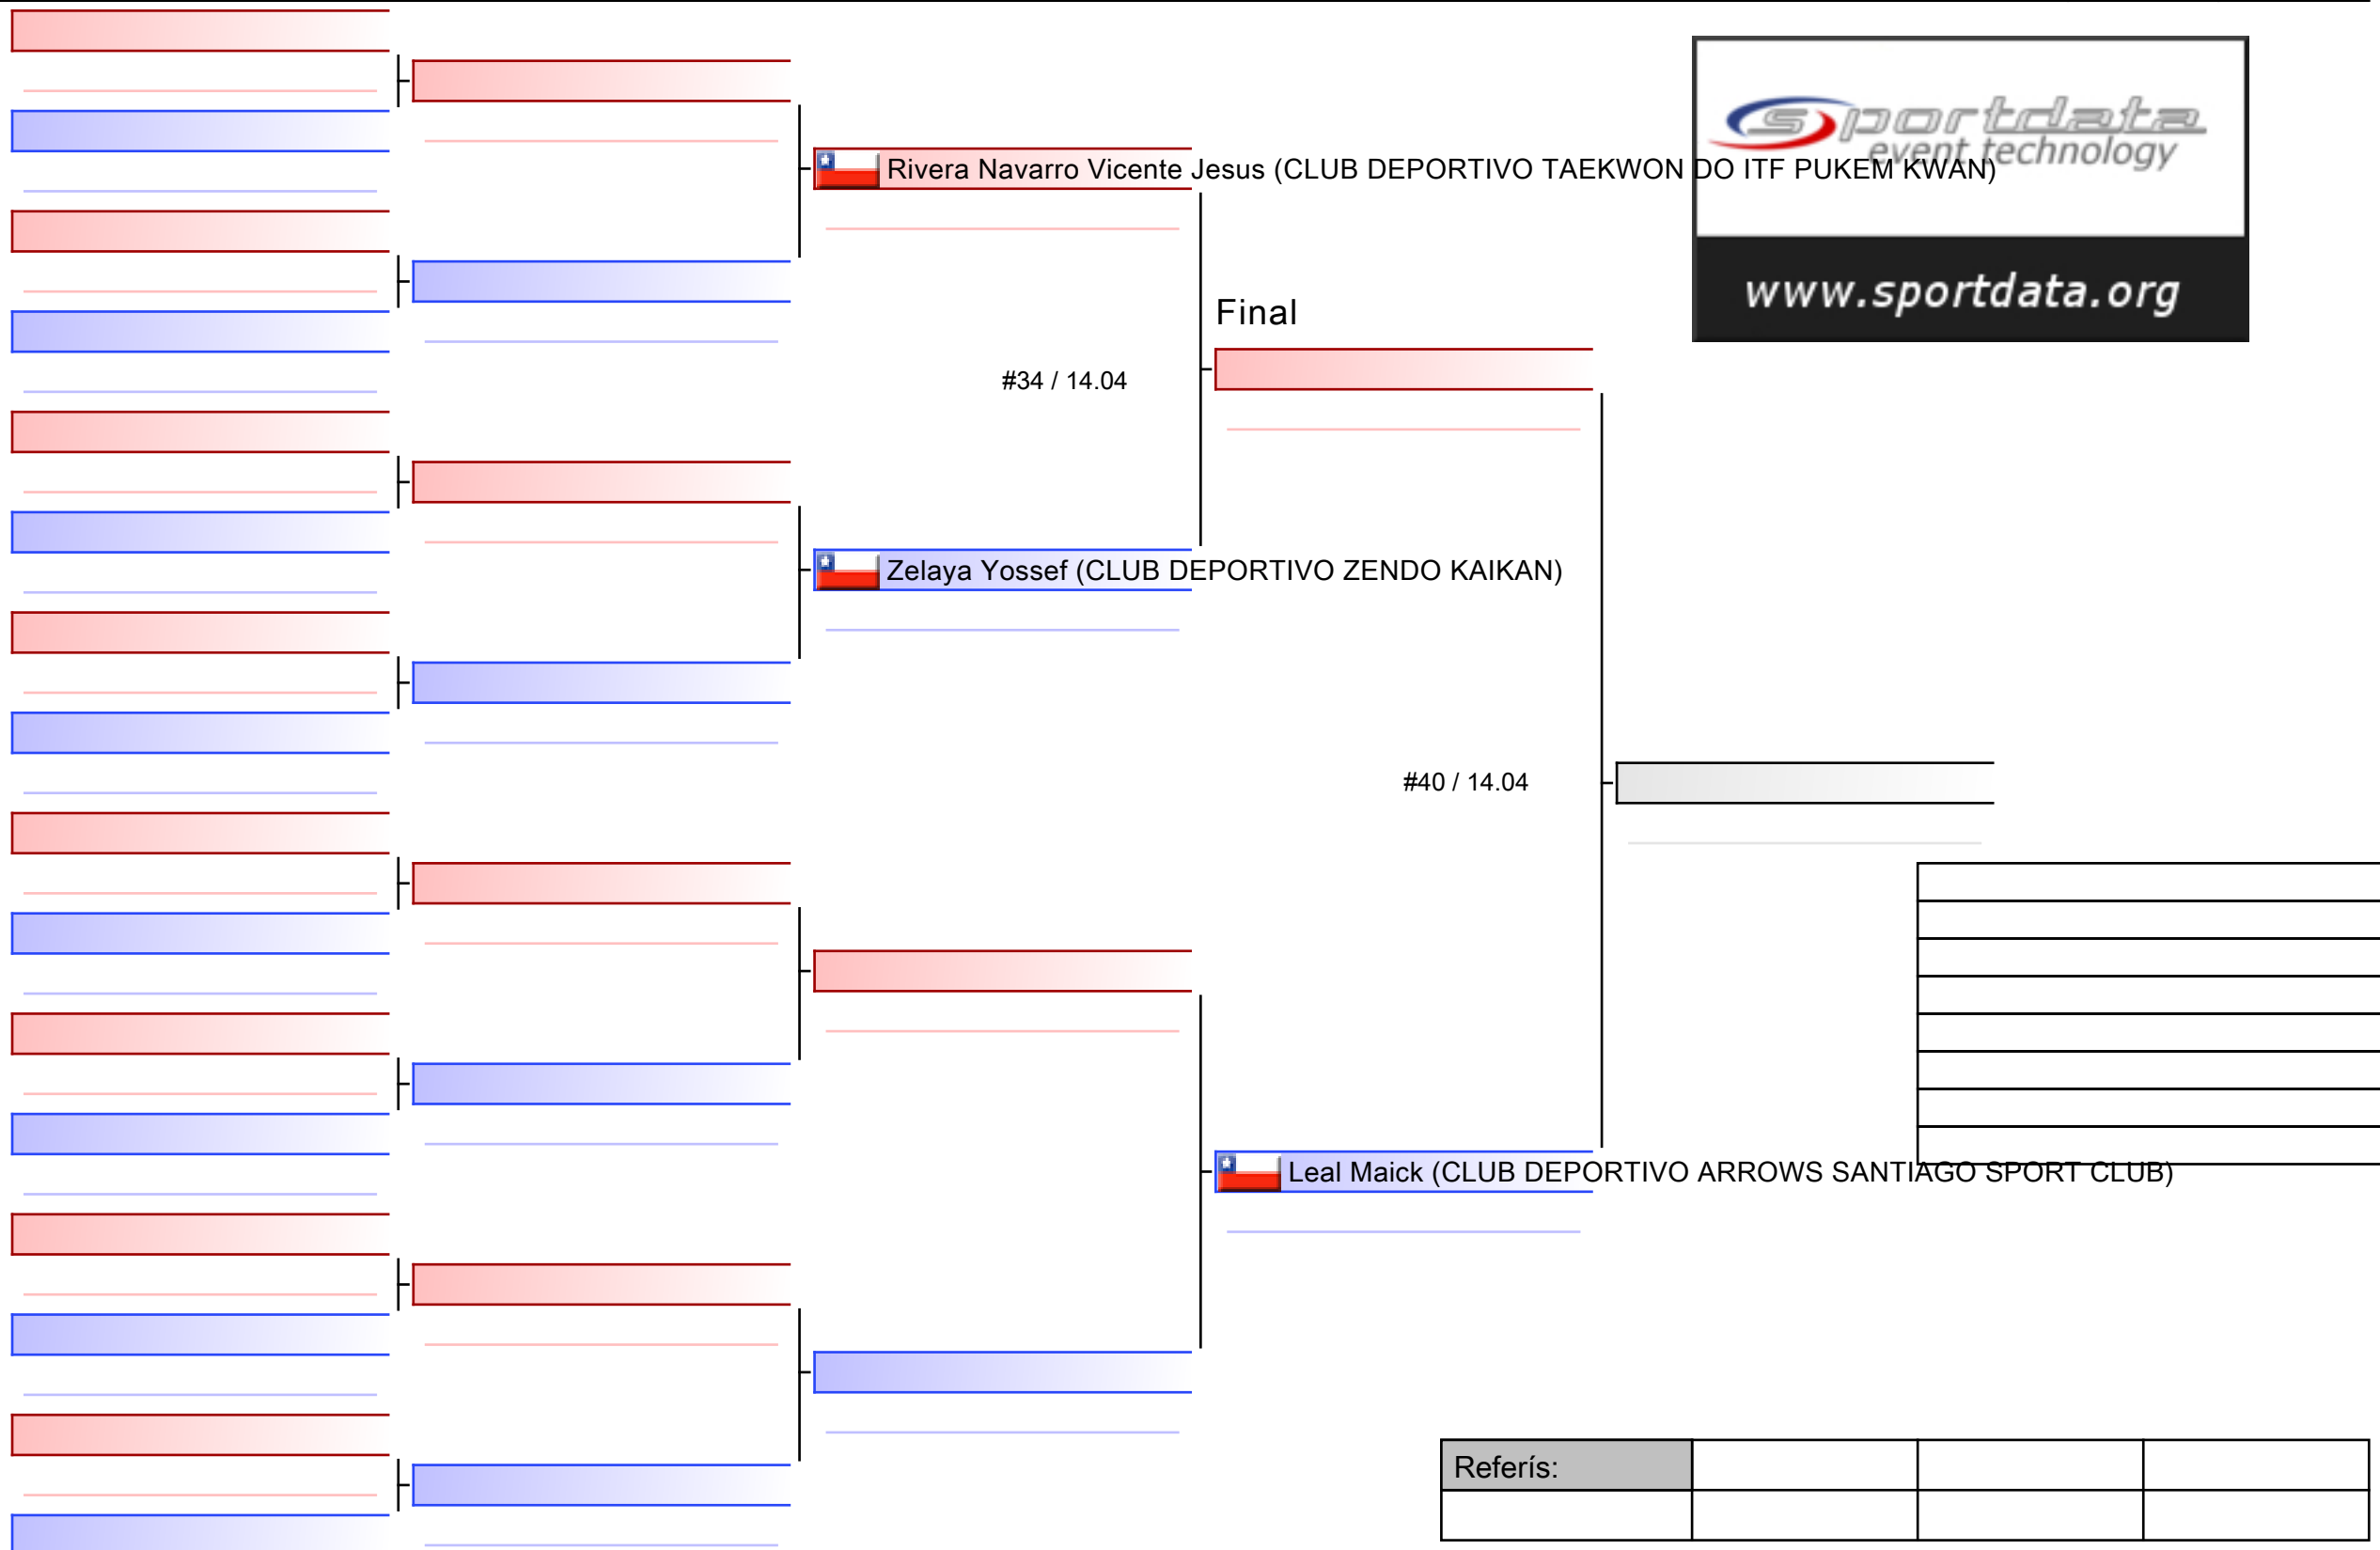 sportdata
event technology
Rivera Navarro Vicente Jesus (CLUB DEPORTIVO TAEKWON DO ITF PUKEM KWAN)
www.sportdata.org
Final
#34 / 14.04
Zelaya Yossef (CLUB DEPORTIVO ZENDO KAIKAN)
#40 / 14.04
Leal Maick (CLUB DEPORTIVO ARROWS SANTIAGO SPORT CLUB)
Referís: